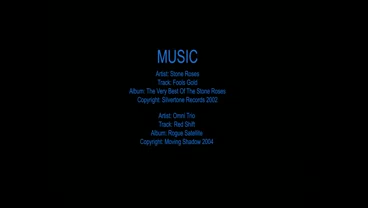 MUSIC
Artist: Stone Roses
Track: Fools Gold
Album: The Very Best Of The Stone Roses
Copyright: Silvertone Records 2002
Artist: Omni Trio
Track: Red Shift
Album: Rogue Satellite
Copyright: Moving Shadow 2004